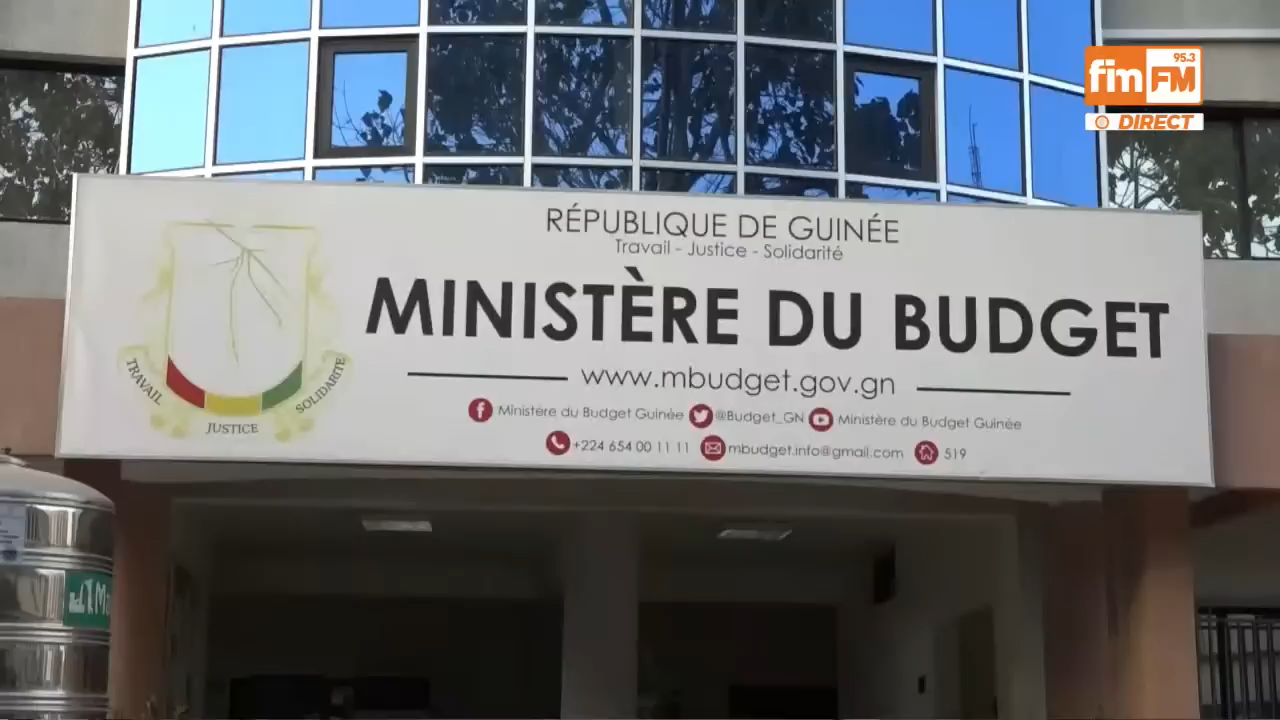 fim FM 95.3
DIRECT
RÉPUBLIQUE DE GUINÉE
Travail - Justice - Solidarité
MINISTÈRE DU BUDGET
www.mbudget.gov.gn
Ministère du Budget Guinée @Budget_GN Ministère du Budget Guinée
+224 654 00 11 11 mbudget.info@gmail.com 519
TRAVAIL
JUSTICE
SOLIDARITE